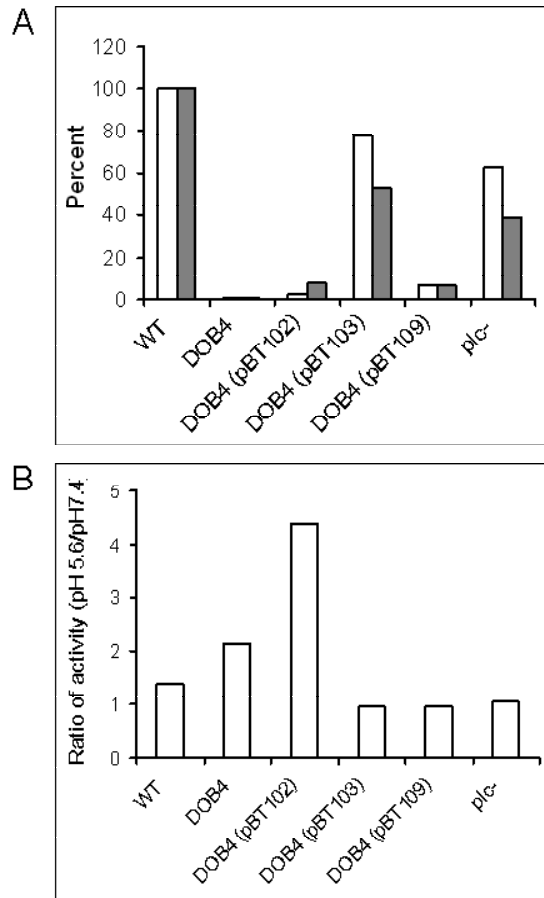 A
Percent
120
100
80
60
40
20
0
WT
DOB4
DOB4 (pBT102)
DOB4 (pBT103)
DOB4 (pBT109)
plc-
B
Ratio of activity (pH 5.6/pH7.4)
5
4
3
2
1
0
WT
DOB4
DOB4 (pBT102)
DOB4 (pBT103)
DOB4 (pBT109)
plc-